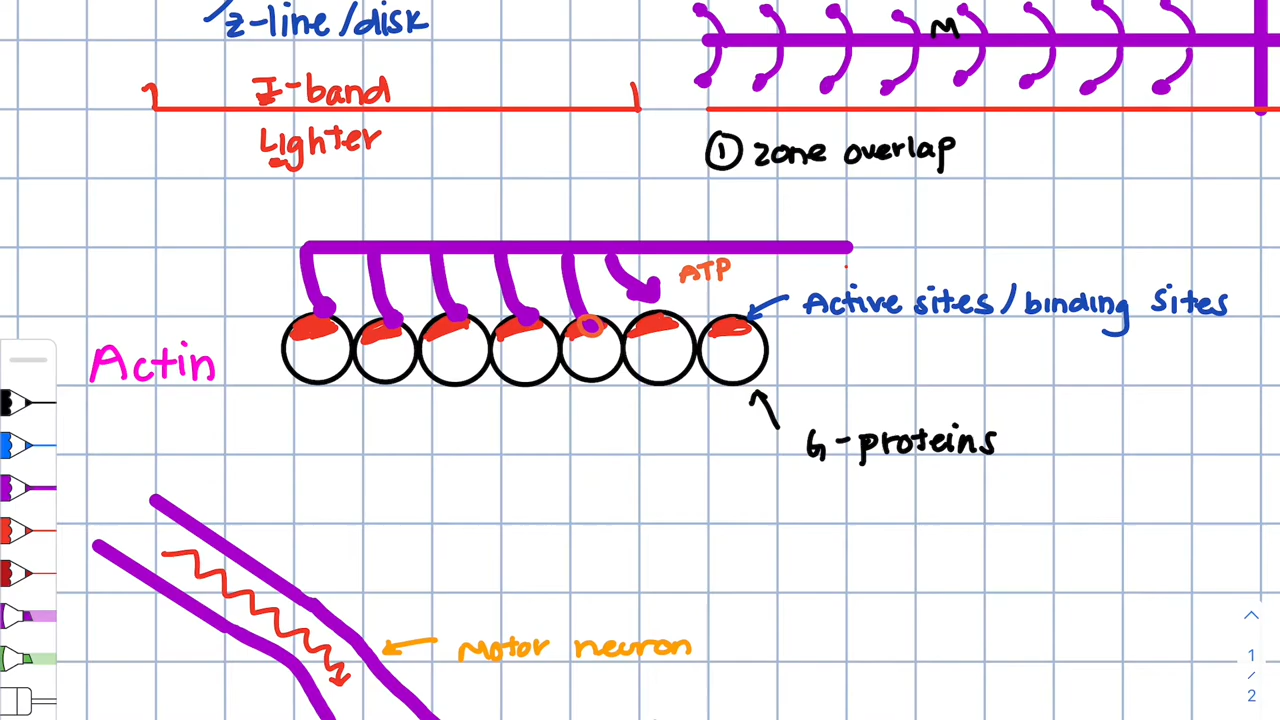 z-line/disk
I-band
Lighter
M
① zone overlap
ATP
Active sites/binding sites
Actin
G-proteins
Motor neuron
1
/
2